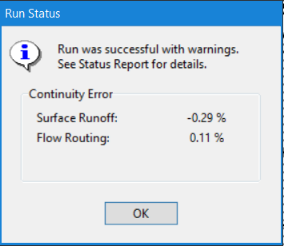 Run Status
Run was successful with warnings.
See Status Report for details.
Continuity Error
Surface Runoff: -0.29 %
Flow Routing: 0.11 %
OK